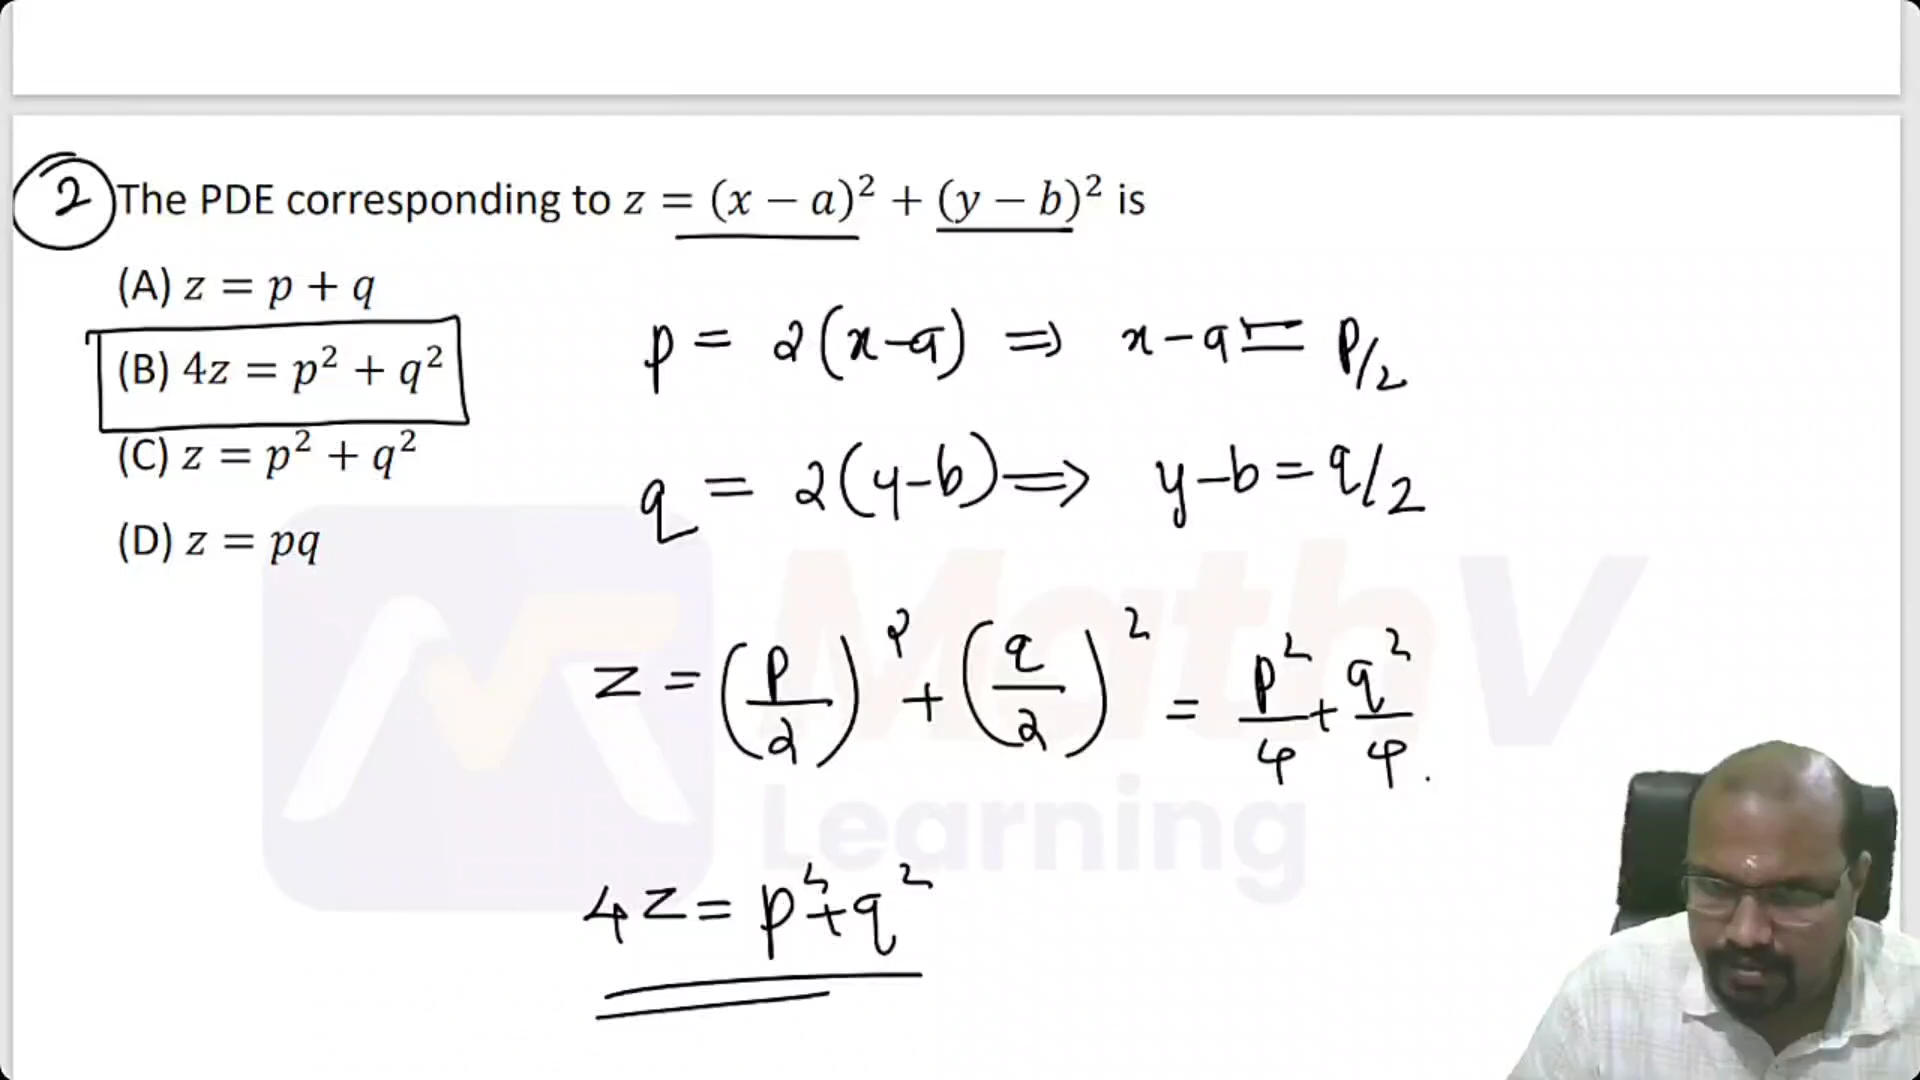 2 The PDE corresponding to z = (x − a)² + (y − b)² is
(A) z = p + q
(B) 4z = p² + q²
(C) z = p² + q²
(D) z = pq
p = 2(x-a) ⇒ x-a = p/2
q = 2(y-b) ⇒ y-b = q/2
z = (p/2)² + (q/2)² = p²/4 + q²/4.
4z = p²+q²
MathV
Learning